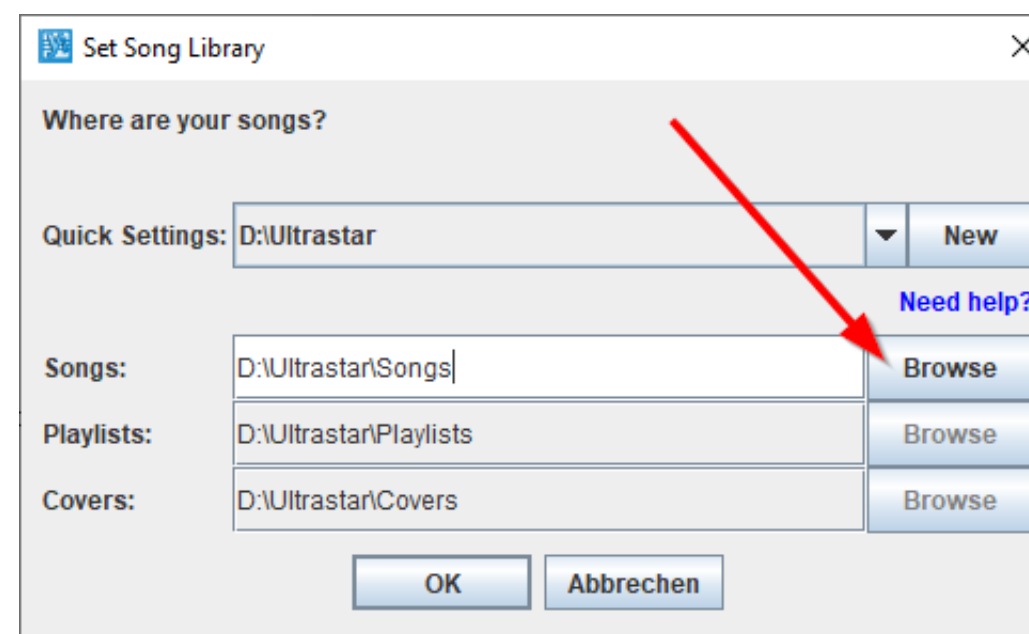 Set Song Library
Where are your songs?
Quick Settings: D:\Ultrastar New
Need help?
Songs: D:\Ultrastar\Songs Browse
Playlists: D:\Ultrastar\Playlists Browse
Covers: D:\Ultrastar\Covers Browse
OK Abbrechen